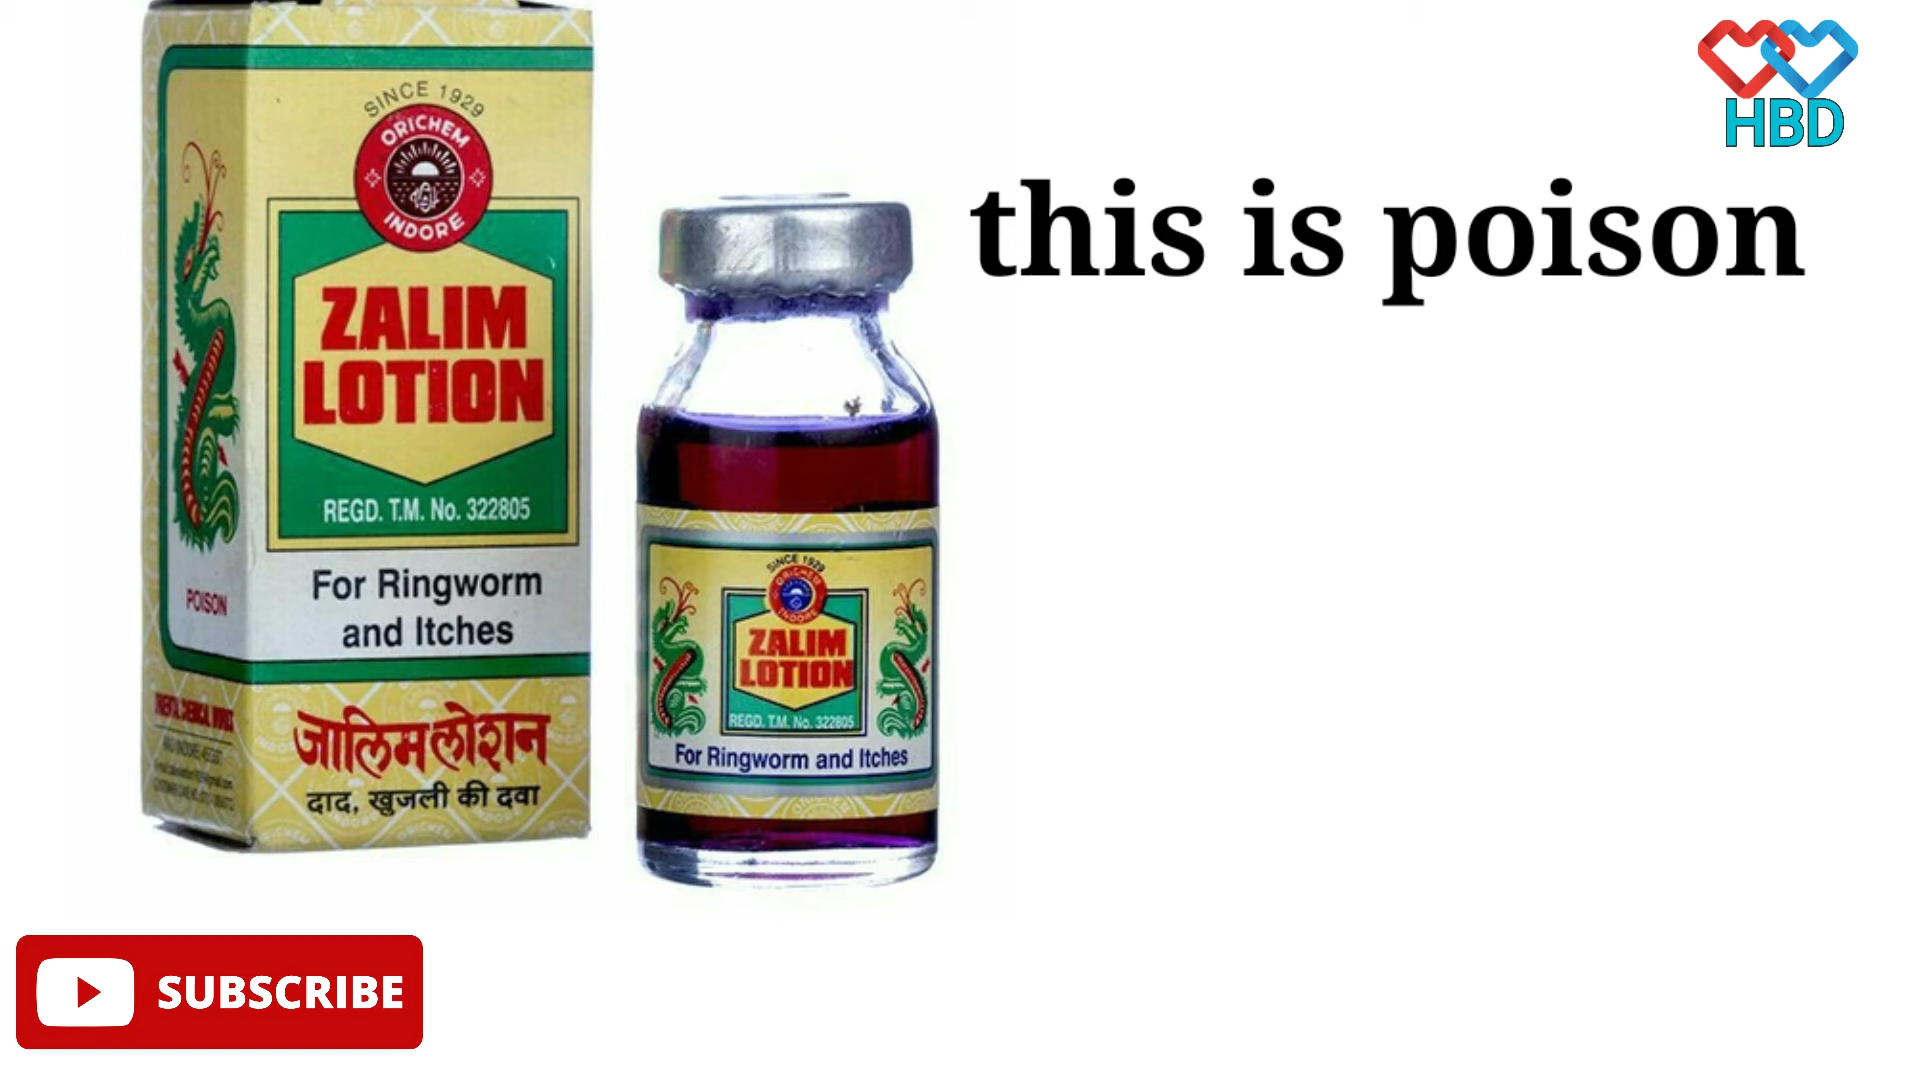 SINCE 1929
ORICHEM
INDORE
ZALIM
LOTION
REGD. T.M. No. 322805
For Ringworm
and Itches
जालिम लोशन
दाद, खुजली की दवा
POISON
SINCE 1929
ORICHEM
INDORE
ZALIM
LOTION
REGD. T.M. No. 322805
For Ringworm and Itches
this is poison
HBD
SUBSCRIBE